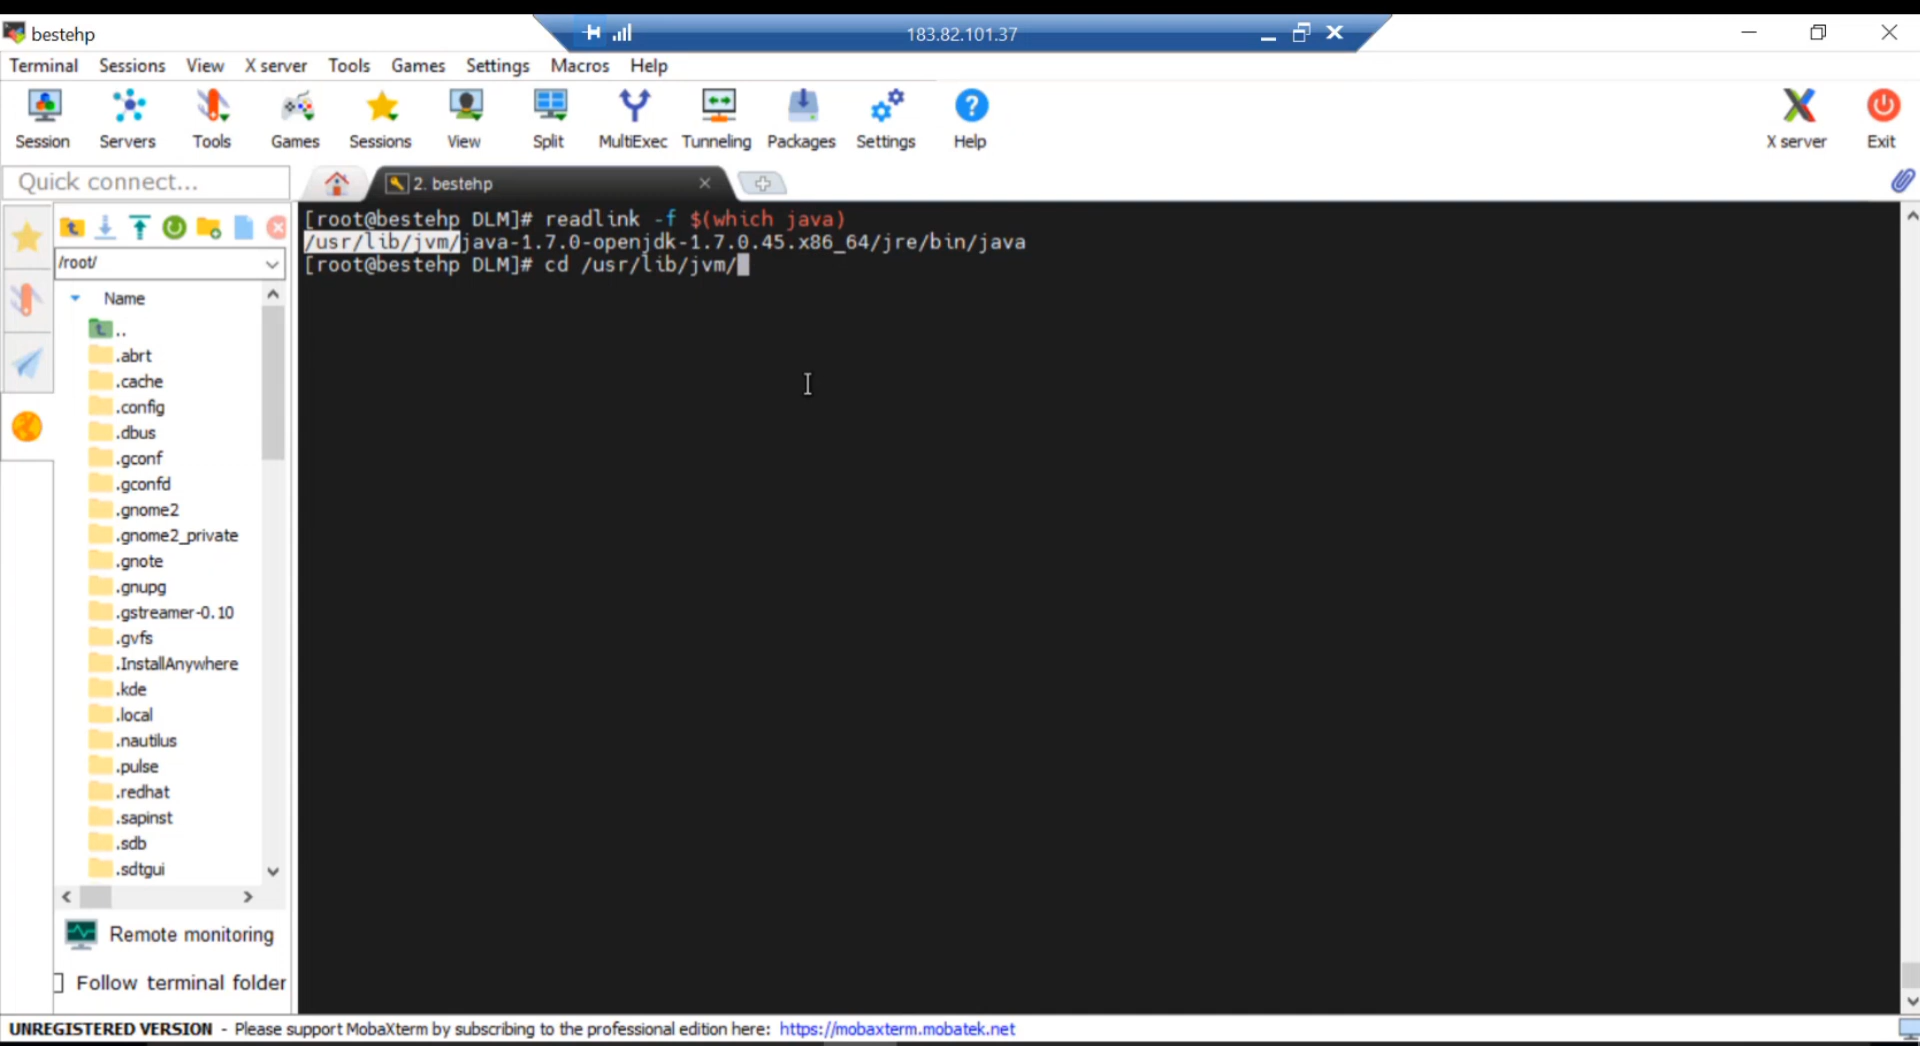 bestehp
183.82.101.37
Terminal Sessions View X server Tools Games Settings Macros Help
Session Servers Tools Games Sessions View Split MultiExec Tunneling Packages Settings Help X server Exit
Quick connect...
2. bestehp
[root@bestehp DLM]# readlink -f $(which java)
/usr/lib/jvm/java-1.7.0-openjdk-1.7.0.45.x86_64/jre/bin/java
[root@bestehp DLM]# cd /usr/lib/jvm/
/root/
Name
..
.abrt
.cache
.config
.dbus
.gconf
.gconfd
.gnome2
.gnome2_private
.gnote
.gnupg
.gstreamer-0.10
.gvfs
.InstallAnywhere
.kde
.local
.nautilus
.pulse
.redhat
.sapinst
.sdb
.sdtgui
Remote monitoring
Follow terminal folder
UNREGISTERED VERSION - Please support MobaXterm by subscribing to the professional edition here: https://mobaxterm.mobatek.net